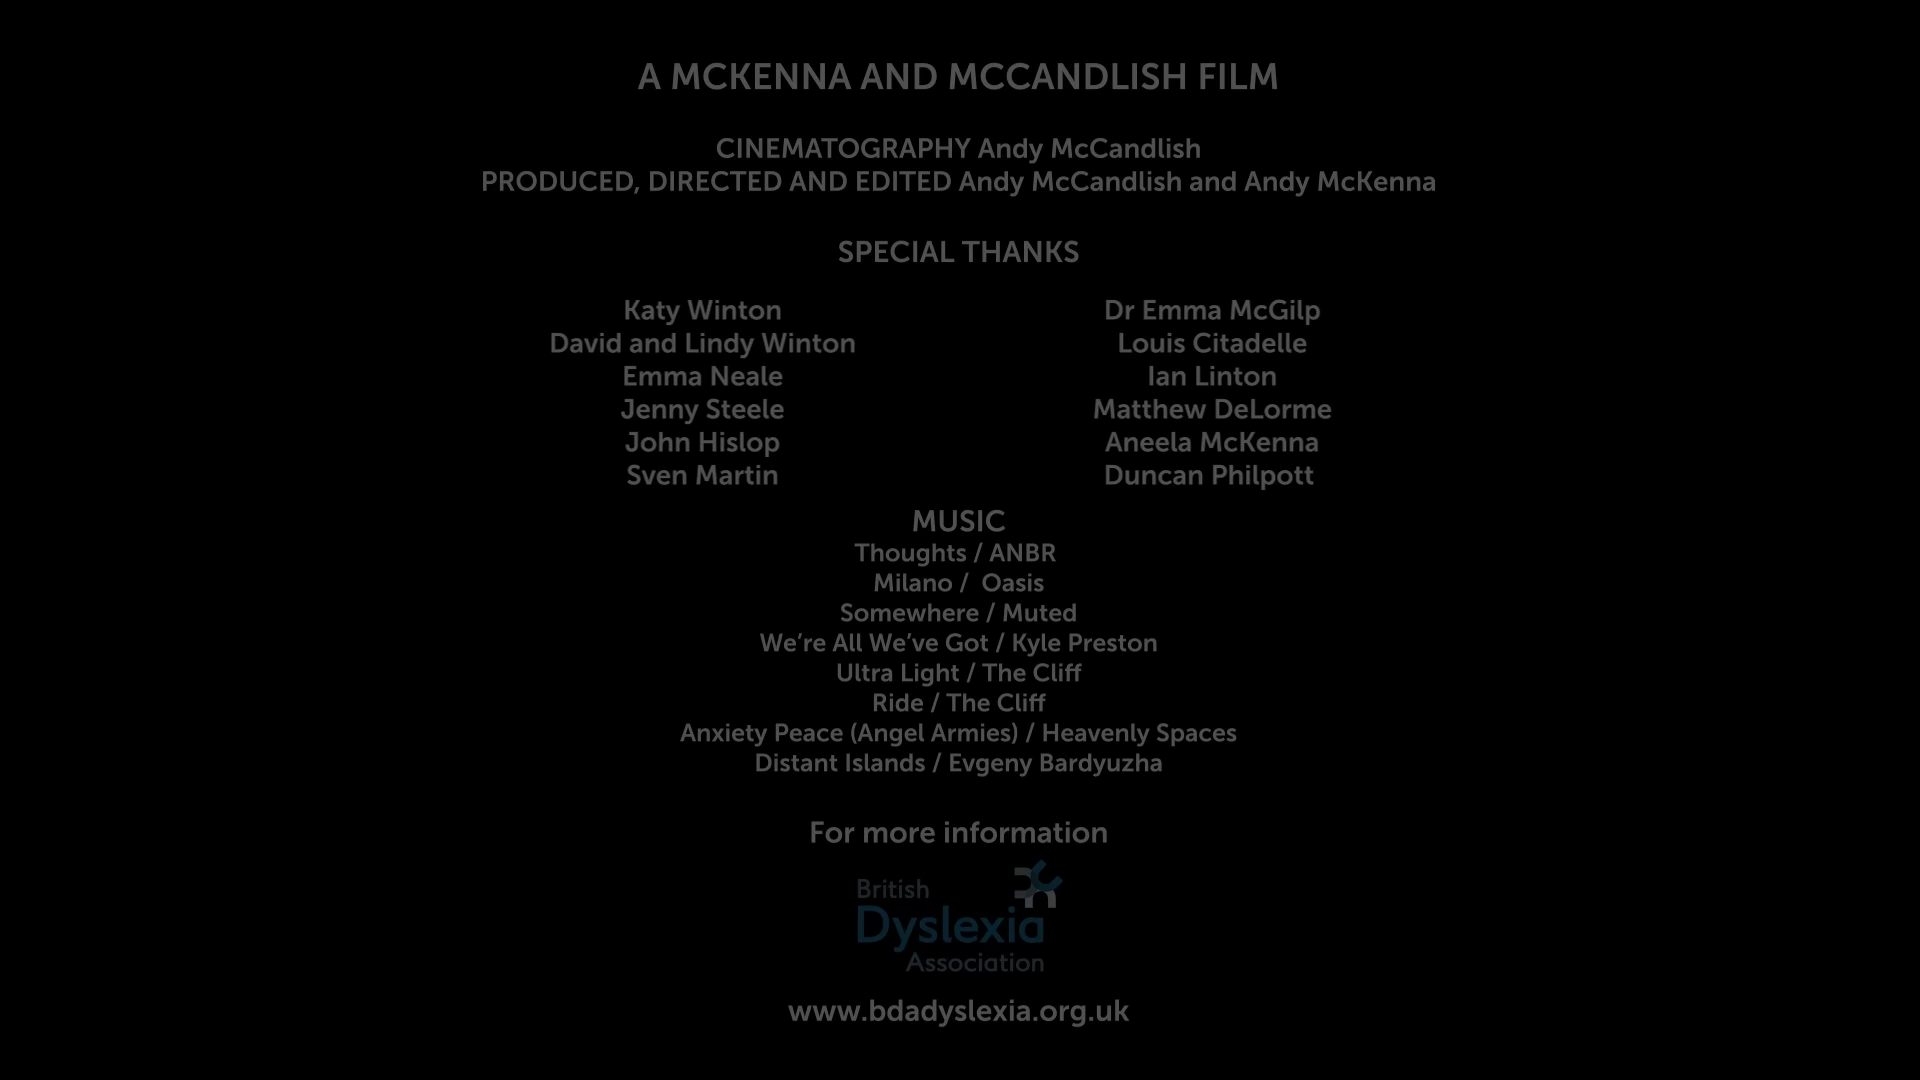 A MCKENNA AND MCCANDLISH FILM
CINEMATOGRAPHY Andy McCandlish
PRODUCED, DIRECTED AND EDITED Andy McCandlish and Andy McKenna
SPECIAL THANKS
Katy Winton
David and Lindy Winton
Emma Neale
Jenny Steele
John Hislop
Sven Martin
Dr Emma McGilp
Louis Citadelle
Ian Linton
Matthew DeLorme
Aneela McKenna
Duncan Philpott
MUSIC
Thoughts / ANBR
Milano / Oasis
Somewhere / Muted
We’re All We’ve Got / Kyle Preston
Ultra Light / The Cliff
Ride / The Cliff
Anxiety Peace (Angel Armies) / Heavenly Spaces
Distant Islands / Evgeny Bardyuzha
For more information
British
Dyslexia
Association
www.bdadyslexia.org.uk